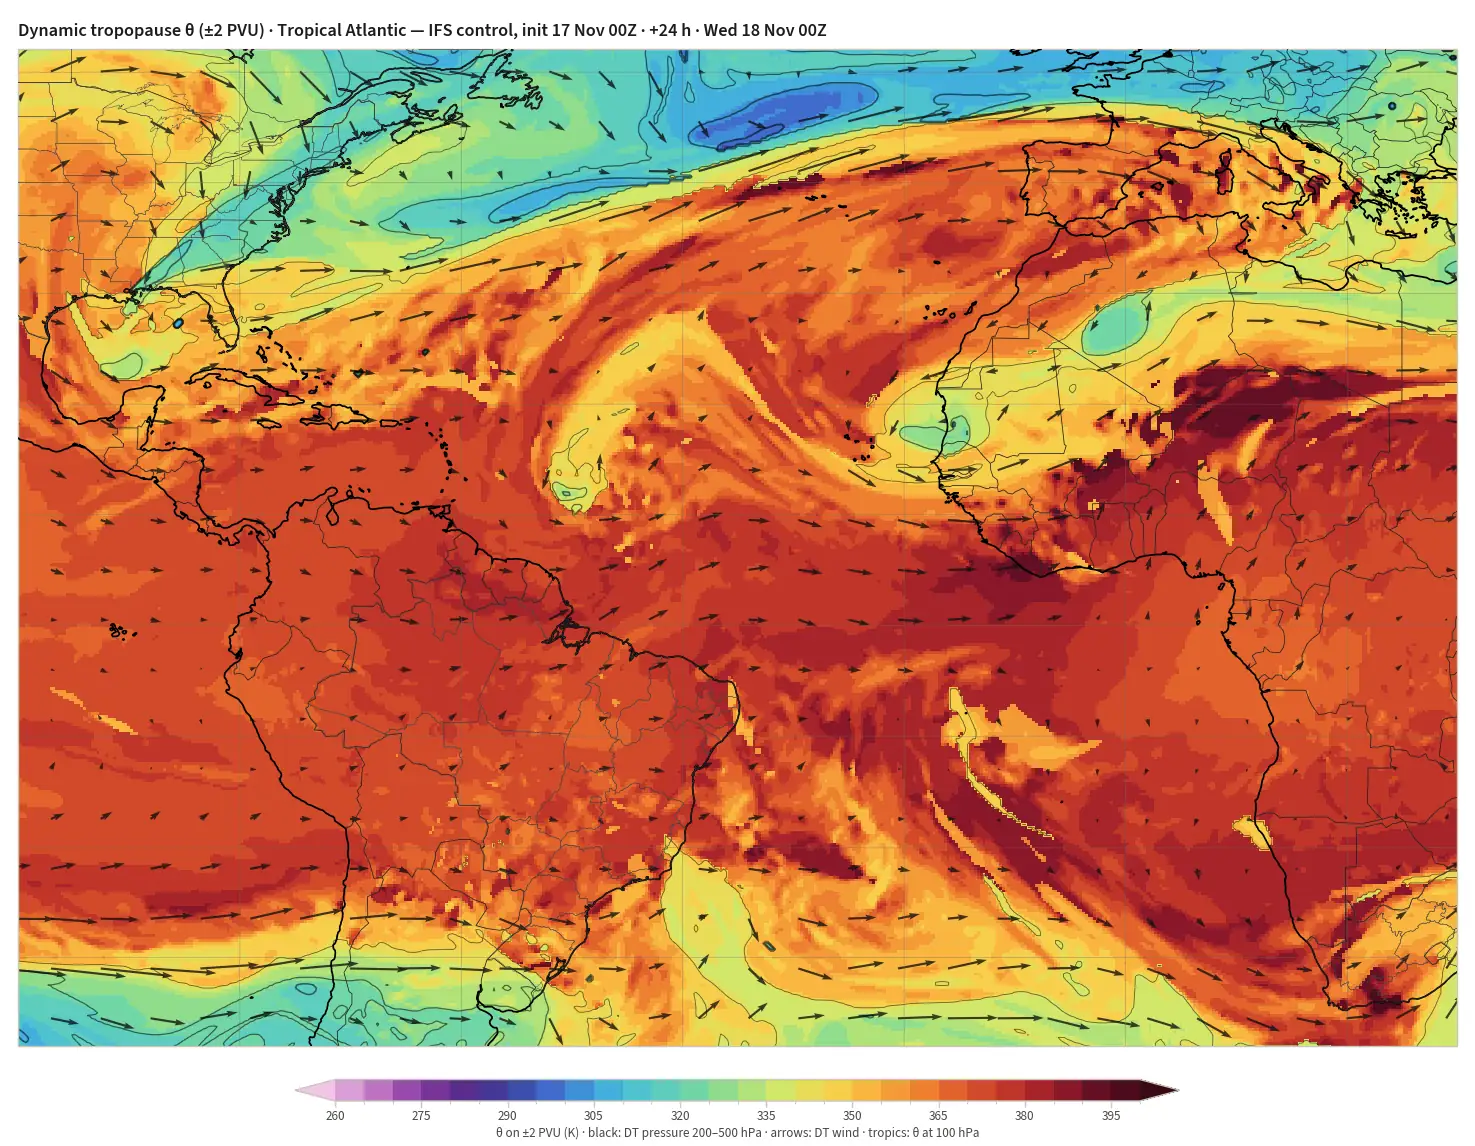 Dynamic tropopause θ (±2 PVU) · Tropical Atlantic — IFS control, init 17 Nov 00Z · +24 h · Wed 18 Nov 00Z
260 275 290 305 320 335 350 365 380 395
θ on ±2 PVU (K) · black: DT pressure 200–500 hPa · arrows: DT wind · tropics: θ at 100 hPa